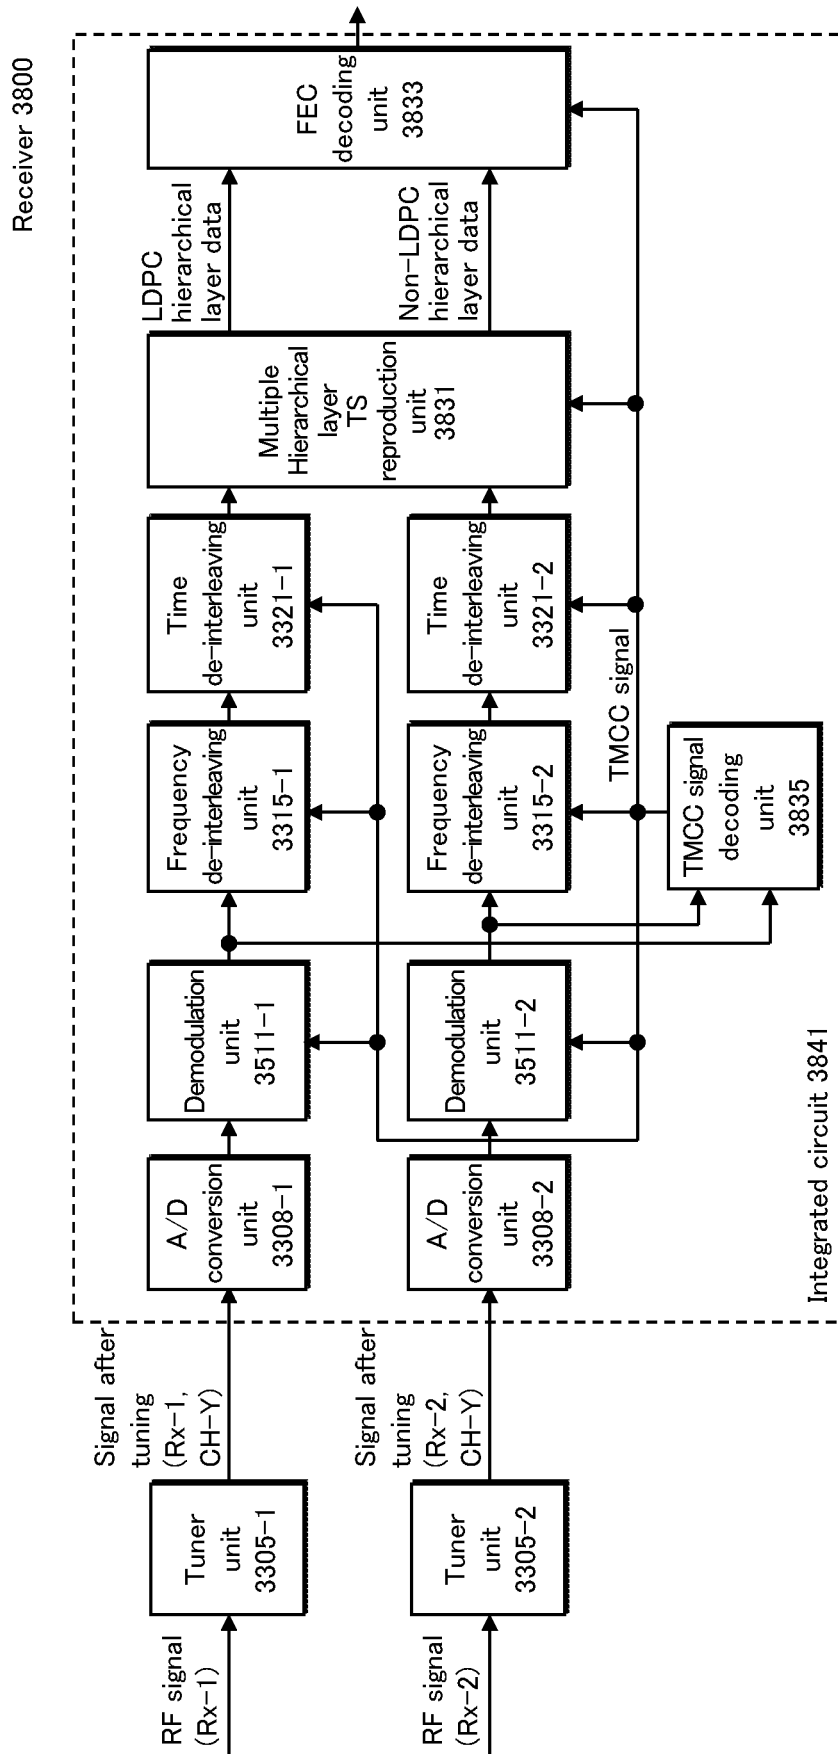 Receiver 3800
RF signal
(Rx-1)
Tuner
unit
3305-1
Signal after
tuning
(Rx-1,
CH-Y)
A/D
conversion
unit
3308-1
Demodulation
unit
3511-1
Frequency
de-interleaving
unit
3315-1
Time
de-interleaving
unit
3321-1
Multiple
Hierarchical
layer
TS
reproduction
unit
3831
LDPC
hierarchical
layer data
Non-LDPC
hierarchical
layer data
FEC
decoding
unit
3833
RF signal
(Rx-2)
Tuner
unit
3305-2
Signal after
tuning
(Rx-2,
CH-Y)
A/D
conversion
unit
3308-2
Demodulation
unit
3511-2
Frequency
de-interleaving
unit
3315-2
Time
de-interleaving
unit
3321-2
TMCC signal
TMCC signal
decoding
unit
3835
Integrated circuit 3841